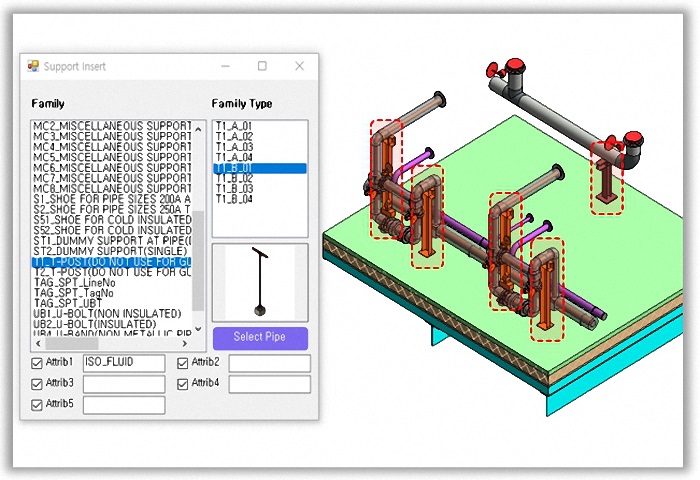 Support Insert
Family
Family Type
MC2_MISCELLANEOUS SUPPORT
MC3_MISCELLANEOUS SUPPORT
MC4_MISCELLANEOUS SUPPORT
MC5_MISCELLANEOUS SUPPORT
MC6_MISCELLANEOUS SUPPORT
MC7_MISCELLANEOUS SUPPORT
MC8_MISCELLANEOUS SUPPORT
S1_SHOE FOR PIPE SIZES 200A A
S2_SHOE FOR PIPE SIZES 250A T
S51_SHOE FOR COLD INSULATED
S52_SHOE FOR COLD INSULATED
ST1_DUMMY SUPPORT AT PIPE(
ST2_DUMMY SUPPORT(SINGLE)
T1_T-POST(DO NOT USE FOR GU
T2_T-POST(DO NOT USE FOR GU
TAG_SPT_LineNo
TAG_SPT_TagNo
TAG_SPT_UBT
UB1_U-BOLT(NON INSULATED)
UB2_U-BOLT(INSULATED)
UB4_U-BAND(NON METALLIC PIP
T1_A_01
T1_A_02
T1_A_03
T1_A_04
T1_B_01
T1_B_02
T1_B_03
T1_B_04
Select Pipe
Attrib1 ISO_FLUID
Attrib2
Attrib3
Attrib4
Attrib5